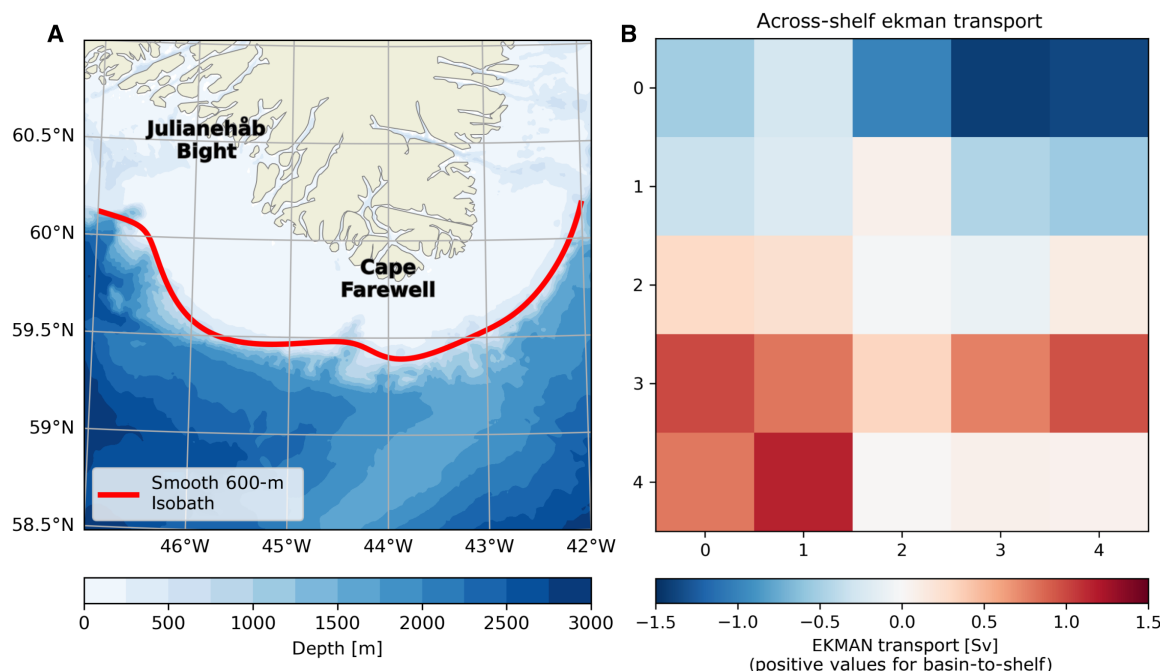 A
Julianehåb
Bight
Cape
Farewell
Smooth 600-m
Isobath
60.5°N
60°N
59.5°N
59°N
58.5°N
46°W 45°W 44°W 43°W 42°W
0 500 1000 1500 2000 2500 3000
Depth [m]
B
Across-shelf ekman transport
0
1
2
3
4
0 1 2 3 4
−1.5 −1.0 −0.5 0.0 0.5 1.0 1.5
EKMAN transport [Sv]
(positive values for basin-to-shelf)